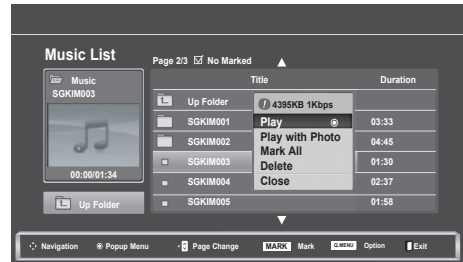 Music List
Page 2/3 No Marked
Music
SGKIM003
00:00/01:34
Up Folder
Title Duration
Up Folder
SGKIM001 03:33
SGKIM002 04:45
SGKIM003 01:30
SGKIM004 02:37
SGKIM005 01:58
4395KB 1Kbps
Play
Play with Photo
Mark All
Delete
Close
Navigation Popup Menu Page Change MARK Mark Q.MENU Option Exit